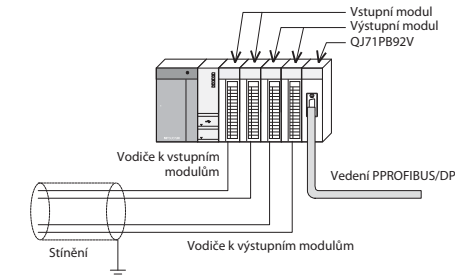 Vstupní modul
Výstupní modul
QJ71PB92V
Vodiče k vstupním
modulům
Vedení PPROFIBUS/DP
Vodiče k výstupním modulům
Stínění